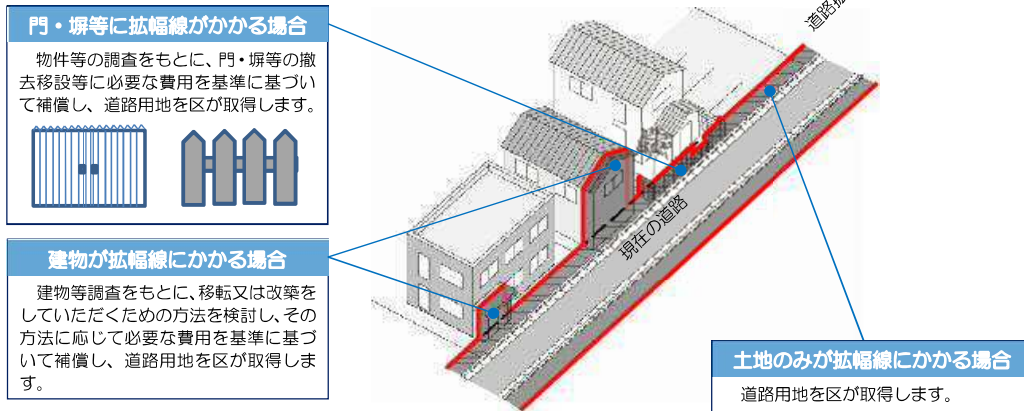 門・塀等に拡幅線がかかる場合
物件等の調査をもとに、門・塀等の撤
去移設等に必要な費用を基準に基づい
て補償し、道路用地を区が取得します。
建物が拡幅線にかかる場合
建物等調査をもとに、移転又は改築を
していただくための方法を検討し、その
方法に応じて必要な費用を基準に基づ
いて補償し、道路用地を区が取得しま
す。
道路拡
現在の道路
土地のみが拡幅線にかかる場合
道路用地を区が取得します。